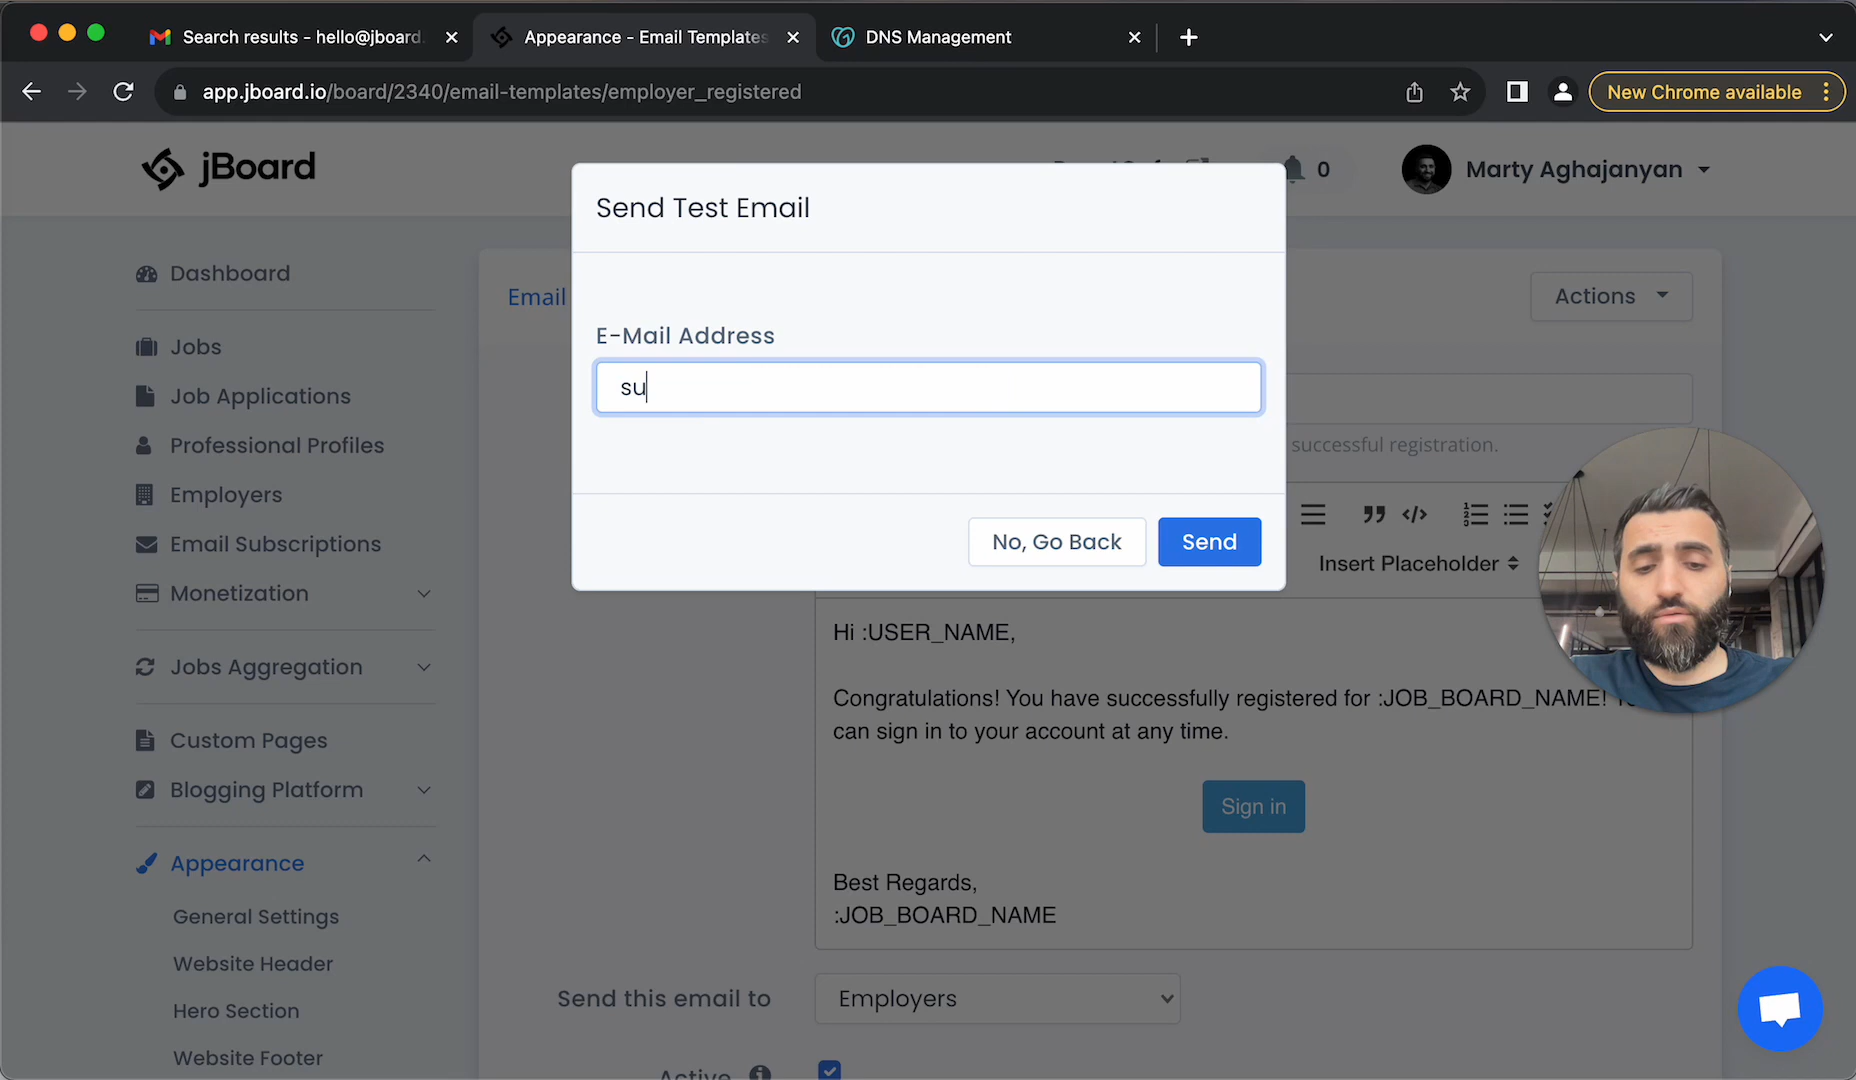 Search results - hello@jboard.
Appearance - Email Templates
DNS Management
app.jboard.io/board/2340/email-templates/employer_registered
New Chrome available
jBoard
0
Marty Aghajanyan
Send Test Email
E-Mail Address
su
No, Go Back
Send
Dashboard
Jobs
Job Applications
Professional Profiles
Employers
Email Subscriptions
Monetization
Jobs Aggregation
Custom Pages
Blogging Platform
Appearance
General Settings
Website Header
Hero Section
Website Footer
Email
Actions
successful registration.
Insert Placeholder
Hi :USER_NAME,
Congratulations! You have successfully registered for :JOB_BOARD_NAME!
can sign in to your account at any time.
Sign in
Best Regards,
:JOB_BOARD_NAME
Send this email to
Employers
Active